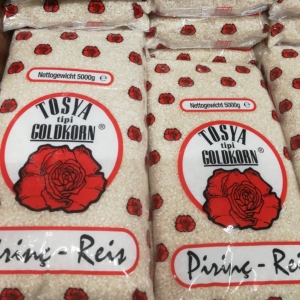 Nettogewicht 5000g ℮
TOSYA
tipi
GOLDKORN®
Pirinç - Reis
Nettogewicht 5000g ℮
TOSYA
tipi
GOLDKORN®
Pirinç - Rei